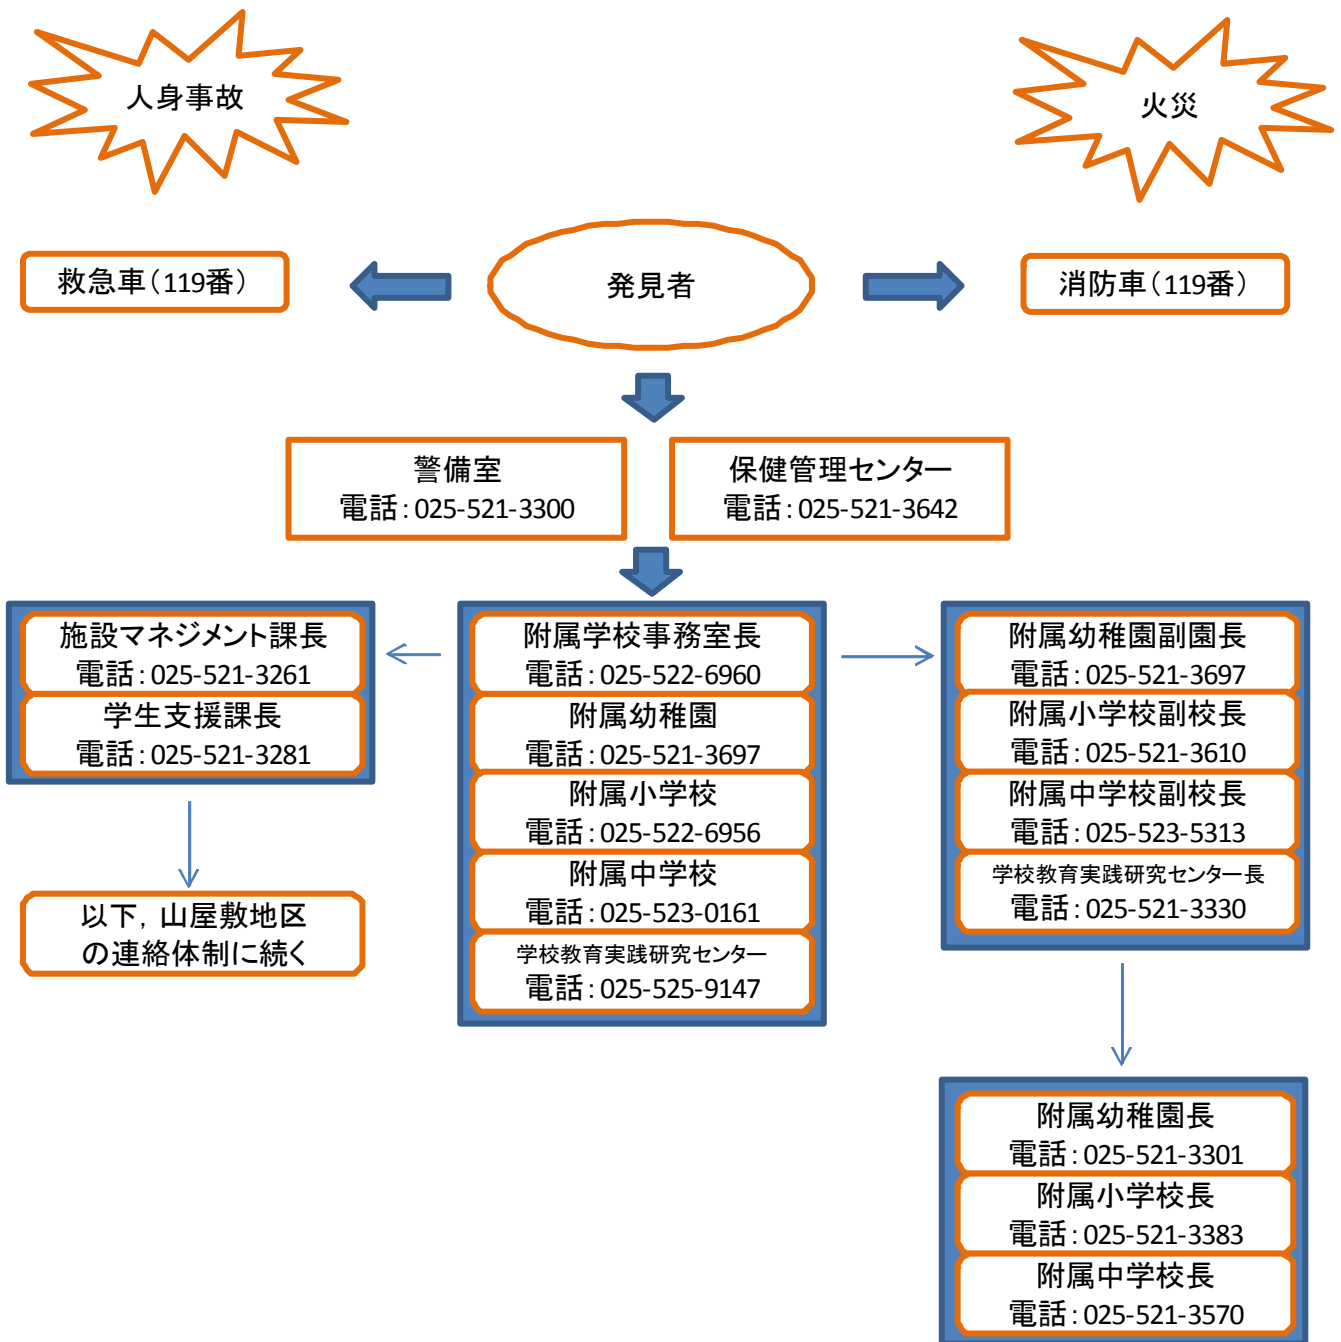 人身事故
火災
救急車(119番)
発見者
消防車(119番)
警備室
電話:025-521-3300
保健管理センター
電話:025-521-3642
施設マネジメント課長
電話:025-521-3261
学生支援課長
電話:025-521-3281
以下,山屋敷地区
の連絡体制に続く
附属学校事務室長
電話:025-522-6960
附属幼稚園
電話:025-521-3697
附属小学校
電話:025-522-6956
附属中学校
電話:025-523-0161
学校教育実践研究センター
電話:025-525-9147
附属幼稚園副園長
電話:025-521-3697
附属小学校副校長
電話:025-521-3610
附属中学校副校長
電話:025-523-5313
学校教育実践研究センター長
電話:025-521-3330
附属幼稚園長
電話:025-521-3301
附属小学校長
電話:025-521-3383
附属中学校長
電話:025-521-3570